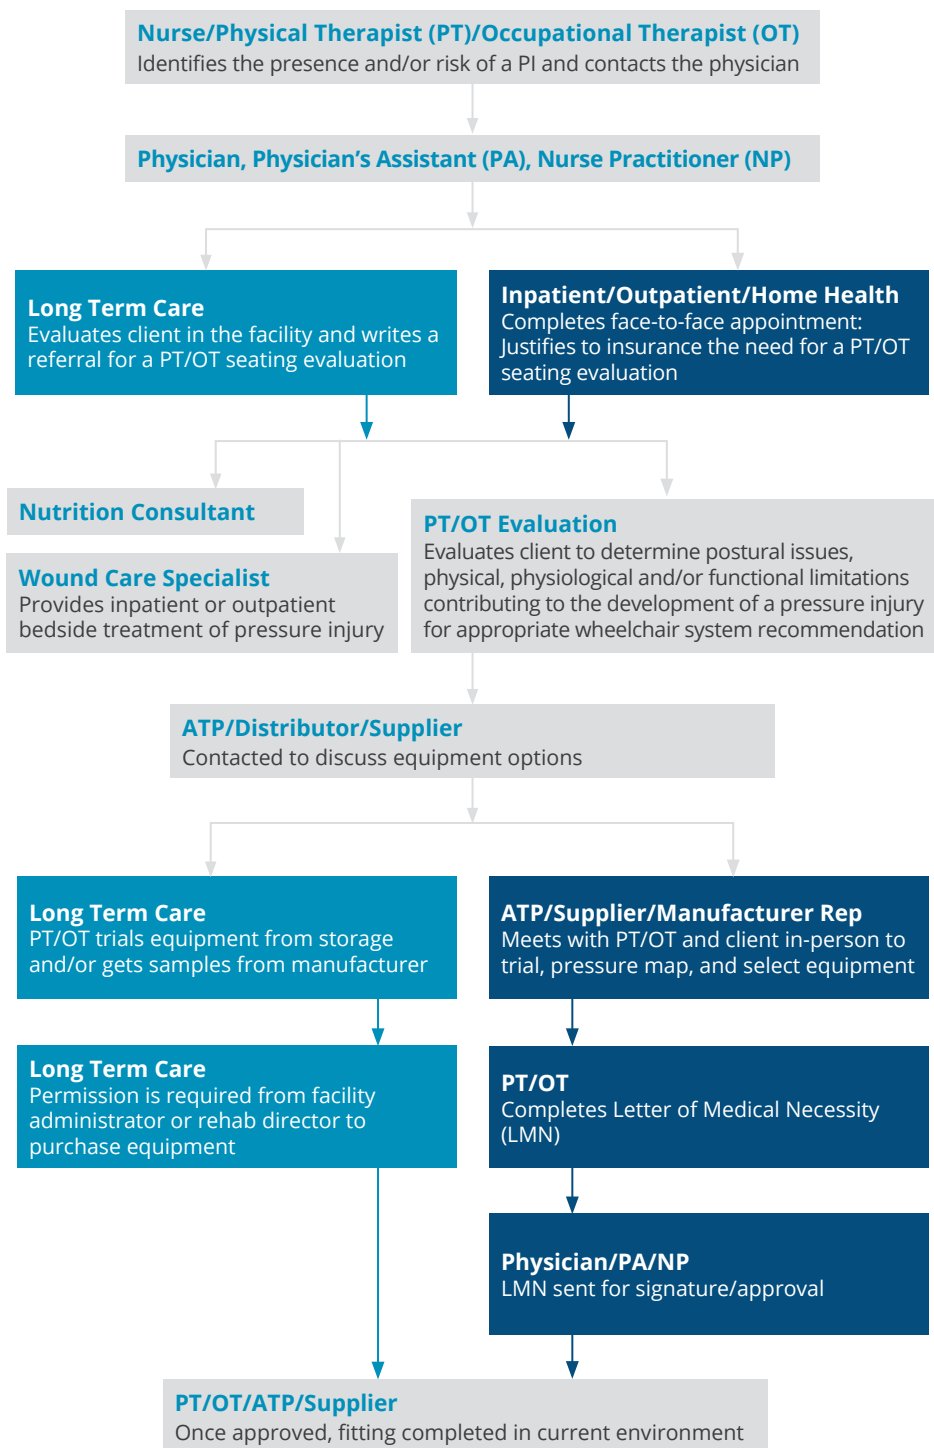 Nurse/Physical Therapist (PT)/Occupational Therapist (OT)
Identifies the presence and/or risk of a PI and contacts the physician
Physician, Physician's Assistant (PA), Nurse Practitioner (NP)
Long Term Care
Evaluates client in the facility and writes a
referral for a PT/OT seating evaluation
Inpatient/Outpatient/Home Health
Completes face-to-face appointment:
Justifies to insurance the need for a PT/OT
seating evaluation
Nutrition Consultant
Wound Care Specialist
Provides inpatient or outpatient
bedside treatment of pressure injury
PT/OT Evaluation
Evaluates client to determine postural issues,
physical, physiological and/or functional limitations
contributing to the development of a pressure injury
for appropriate wheelchair system recommendation
ATP/Distributor/Supplier
Contacted to discuss equipment options
Long Term Care
PT/OT trials equipment from storage
and/or gets samples from manufacturer
ATP/Supplier/Manufacturer Rep
Meets with PT/OT and client in-person to
trial, pressure map, and select equipment
Long Term Care
Permission is required from facility
administrator or rehab director to
purchase equipment
PT/OT
Completes Letter of Medical Necessity
(LMN)
Physician/PA/NP
LMN sent for signature/approval
PT/OT/ATP/Supplier
Once approved, fitting completed in current environment